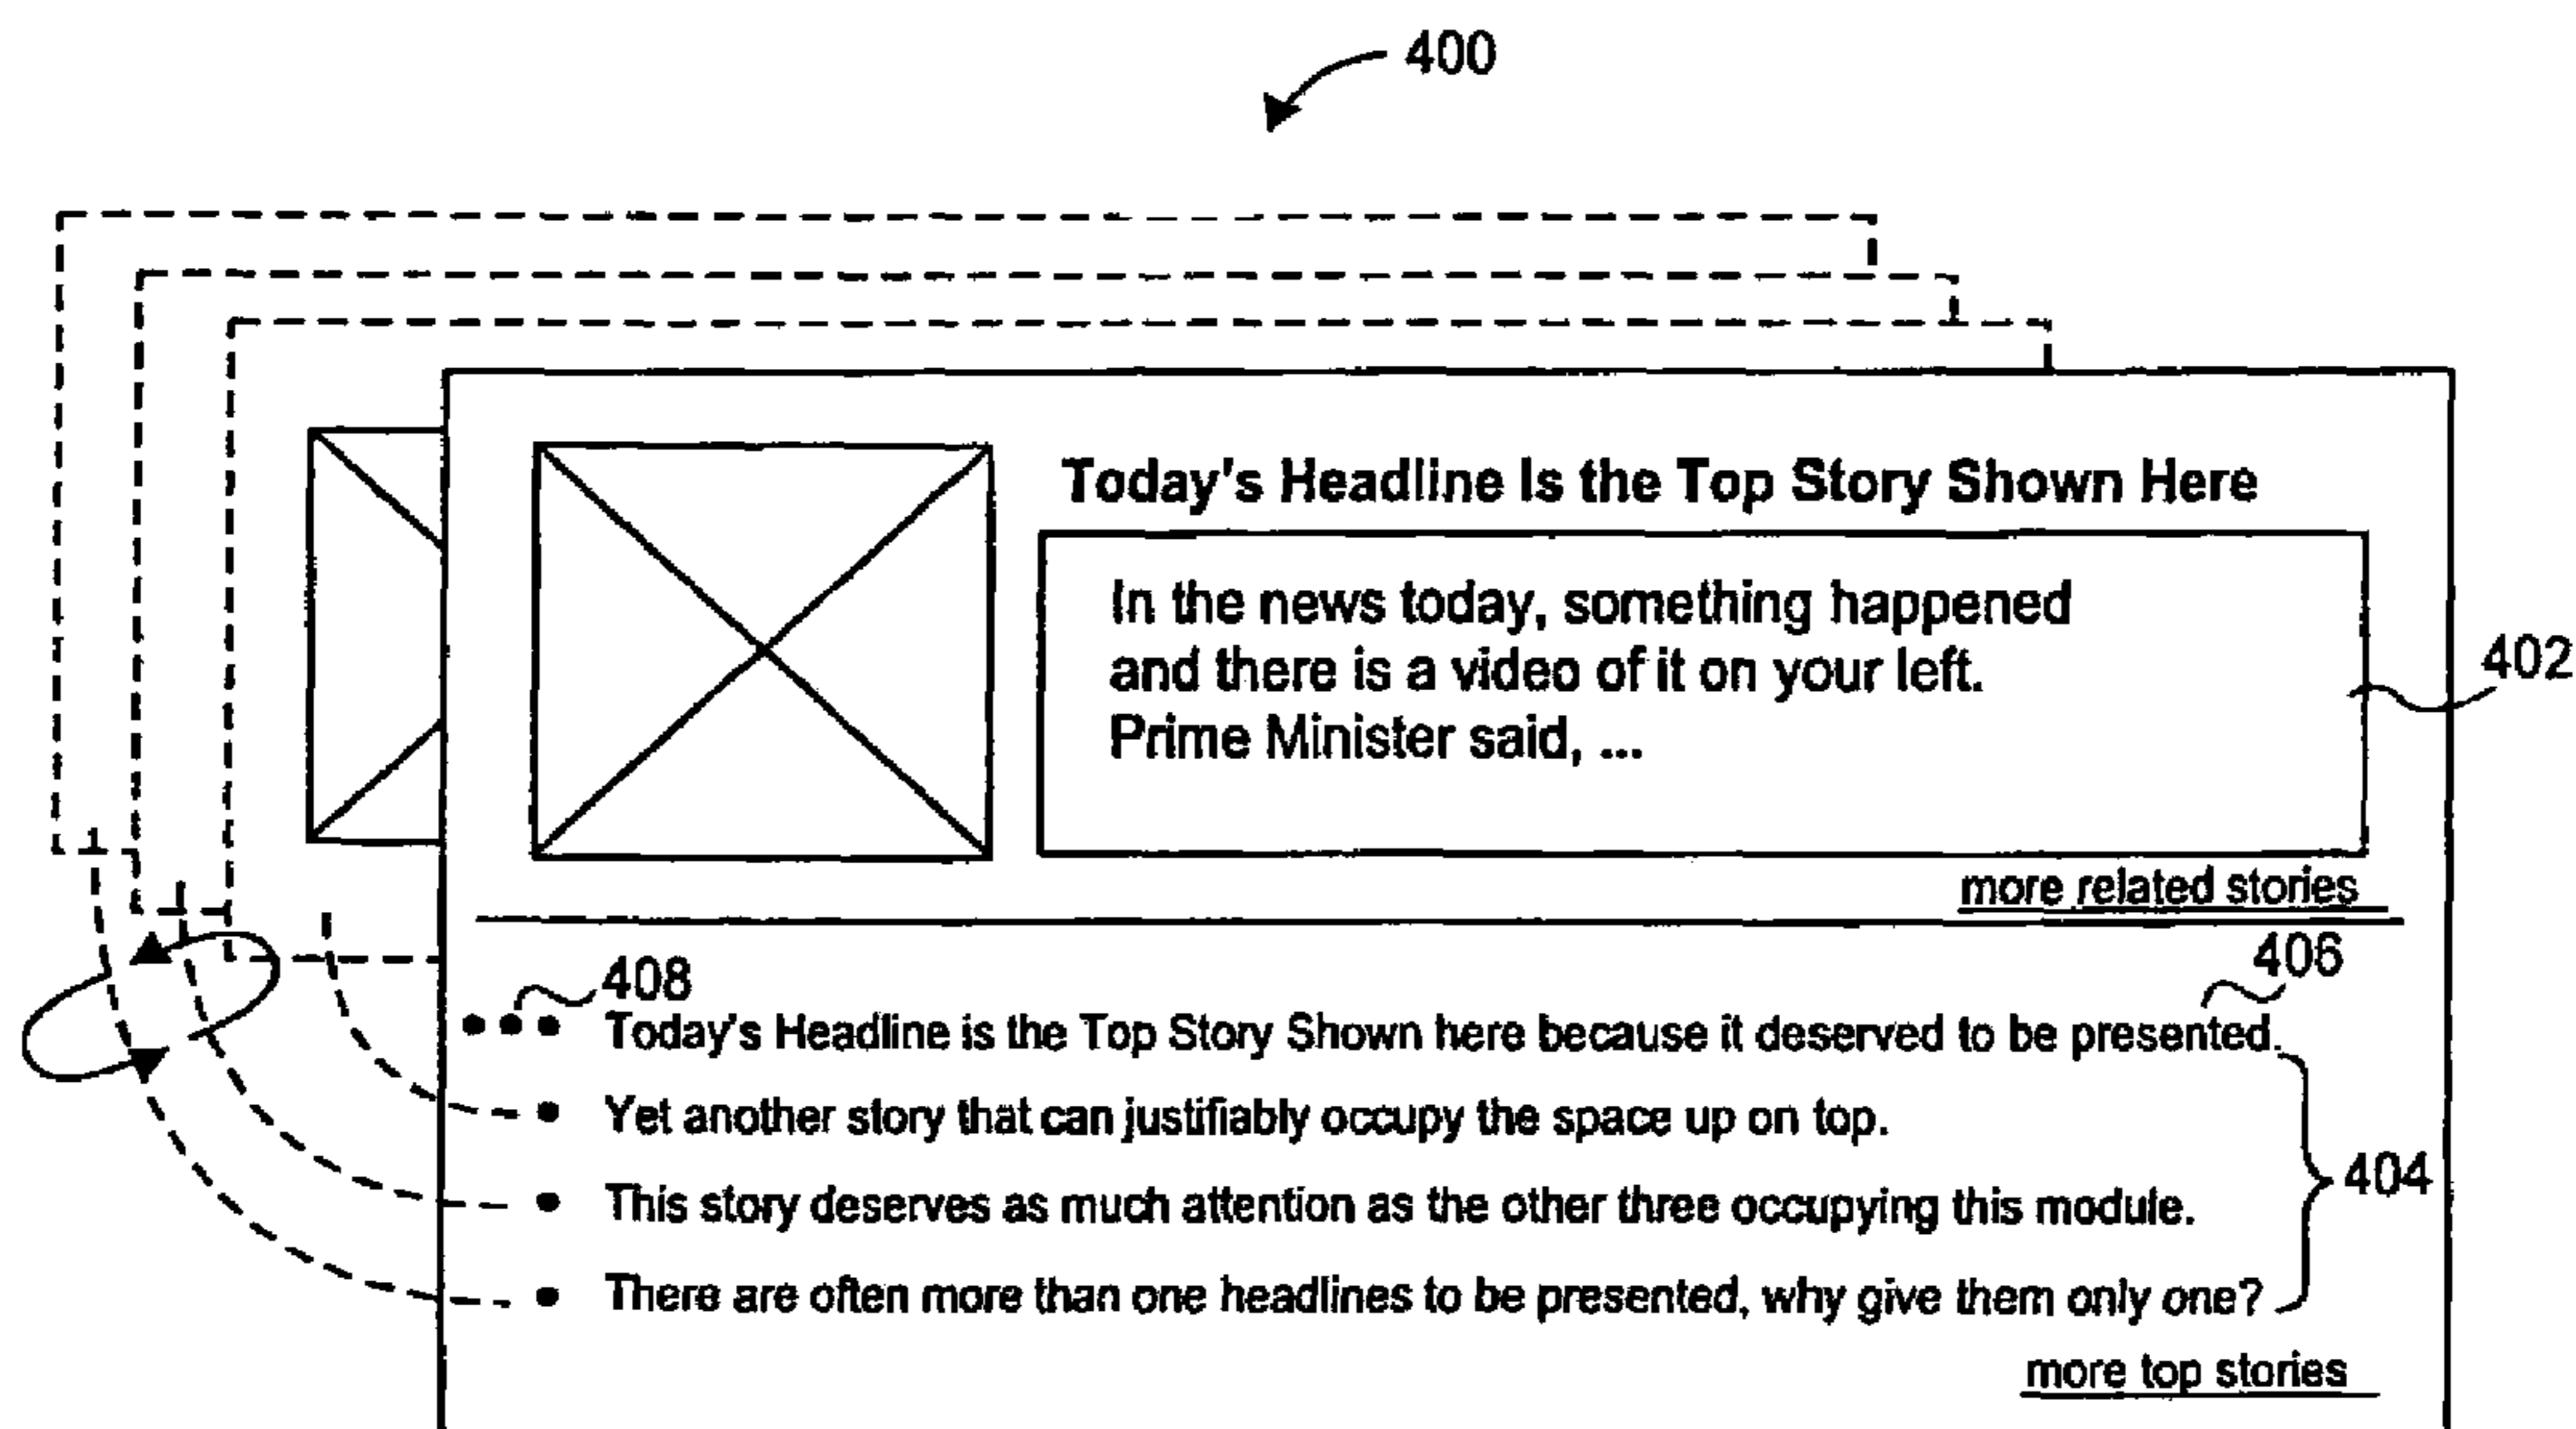 400
Today's Headline Is the Top Story Shown Here
In the news today, something happened
and there is a video of it on your left.
Prime Minister said, ...
402
more related stories
406
408
Today's Headline is the Top Story Shown here because it deserved to be presented.
• Yet another story that can justifiably occupy the space up on top.
• This story deserves as much attention as the other three occupying this module.
404
• There are often more than one headlines to be presented, why give them only one?
more top stories